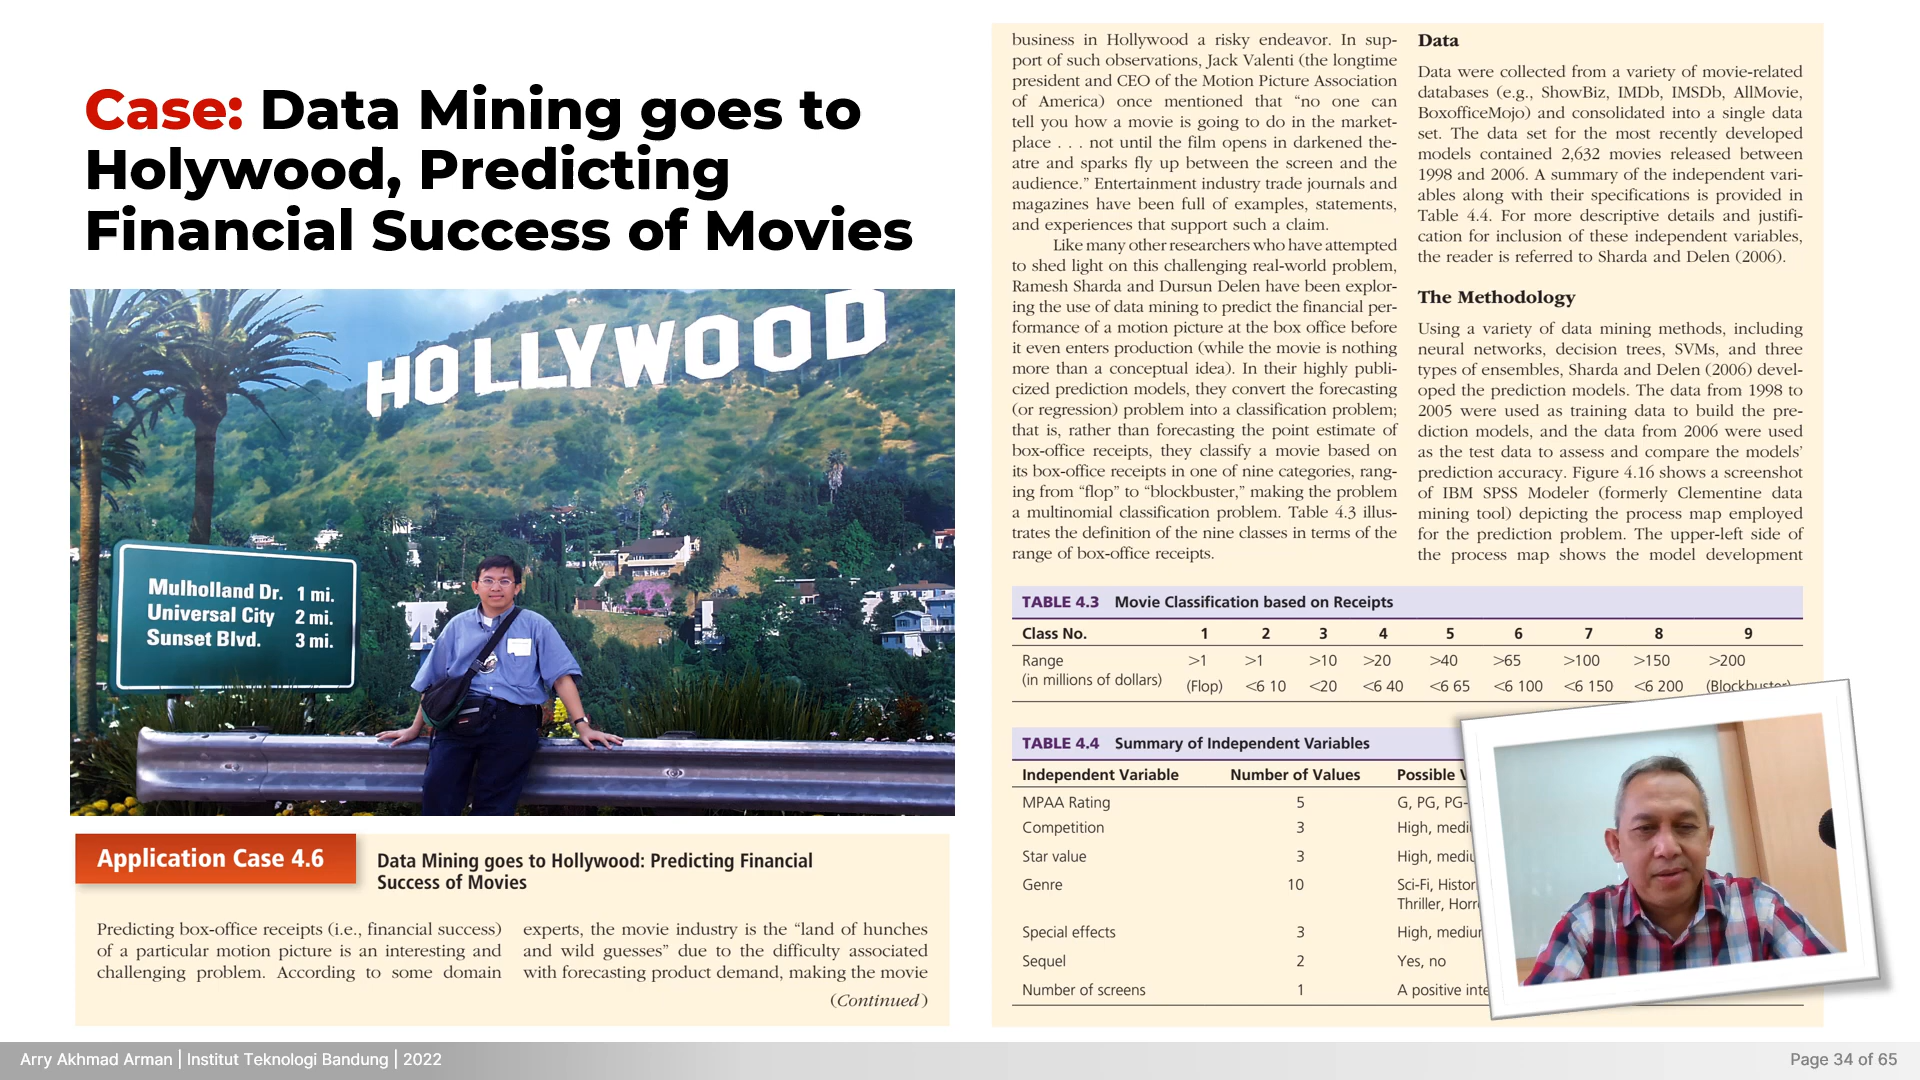 Case: Data Mining goes to
Holywood, Predicting
Financial Success of Movies
HOLLYWOOD
Mulholland Dr. 1 mi.
Universal City 2 mi.
Sunset Blvd. 3 mi.
Application Case 4.6
Data Mining goes to Hollywood: Predicting Financial
Success of Movies
Predicting box-office receipts (i.e., financial success)
of a particular motion picture is an interesting and
challenging problem. According to some domain
experts, the movie industry is the “land of hunches
and wild guesses” due to the difficulty associated
with forecasting product demand, making the movie
(Continued)
business in Hollywood a risky endeavor. In sup-
port of such observations, Jack Valenti (the longtime
president and CEO of the Motion Picture Association
of America) once mentioned that “no one can
tell you how a movie is going to do in the market-
place . . . not until the film opens in darkened the-
atre and sparks fly up between the screen and the
audience.” Entertainment industry trade journals and
magazines have been full of examples, statements,
and experiences that support such a claim.
Like many other researchers who have attempted
to shed light on this challenging real-world problem,
Ramesh Sharda and Dursun Delen have been explor-
ing the use of data mining to predict the financial per-
formance of a motion picture at the box office before
it even enters production (while the movie is nothing
more than a conceptual idea). In their highly publi-
cized prediction models, they convert the forecasting
(or regression) problem into a classification problem;
that is, rather than forecasting the point estimate of
box-office receipts, they classify a movie based on
its box-office receipts in one of nine categories, rang-
ing from “flop” to “blockbuster,” making the problem
a multinomial classification problem. Table 4.3 illus-
trates the definition of the nine classes in terms of the
range of box-office receipts.
Data
Data were collected from a variety of movie-related
databases (e.g., ShowBiz, IMDb, IMSDb, AllMovie,
BoxofficeMojo) and consolidated into a single data
set. The data set for the most recently developed
models contained 2,632 movies released between
1998 and 2006. A summary of the independent vari-
ables along with their specifications is provided in
Table 4.4. For more descriptive details and justifi-
cation for inclusion of these independent variables,
the reader is referred to Sharda and Delen (2006).
The Methodology
Using a variety of data mining methods, including
neural networks, decision trees, SVMs, and three
types of ensembles, Sharda and Delen (2006) devel-
oped the prediction models. The data from 1998 to
2005 were used as training data to build the pre-
diction models, and the data from 2006 were used
as the test data to assess and compare the models’
prediction accuracy. Figure 4.16 shows a screenshot
of IBM SPSS Modeler (formerly Clementine data
mining tool) depicting the process map employed
for the prediction problem. The upper-left side of
the process map shows the model development
TABLE 4.3 Movie Classification based on Receipts
Class No. 1 2 3 4 5 6 7 8 9
Range >1 >1 >10 >20 >40 >65 >100 >150 >200
(in millions of dollars) (Flop) <6 10 <20 <6 40 <6 65 <6 100 <6 150 <6 200 (Blockbuster)
TABLE 4.4 Summary of Independent Variables
Independent Variable Number of Values Possible
MPAA Rating 5 G, PG, PG-
Competition 3 High,
Star value 3 High,
Genre 10 Sci-Fi,
Thriller,
Special effects 3 High,
Sequel 2 Yes, no
Number of screens 1 A positive
Arry Akhmad Arman | Institut Teknologi Bandung | 2022
Page 34 of 65